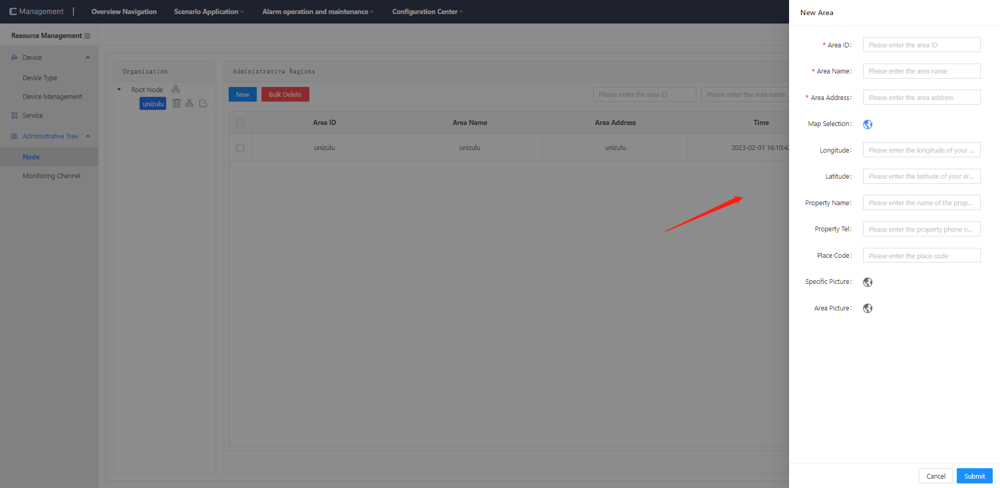 Management
Overview Navigation
Scenario Application
Alarm operation and maintenance
Configuration Center
Resource Management
Device
Device Type
Device Management
Service
Administrative Tree
Node
Monitoring Channel
Organization
Root Node
unizulu
Administrative Regions
New
Bulk Delete
Please enter the area ID
Please enter the area name
Area ID
Area Name
Area Address
Time
unizulu
unizulu
unizulu
2023-02-01 16:10:42
New Area
* Area ID: Please enter the area ID
* Area Name: Please enter the area name
* Area Address: Please enter the area address
Map Selection:
Longitude: Please enter the longitude of your ...
Latitude: Please enter the latitude of your ar...
Property Name: Please enter the name of the prop...
Property Tel: Please enter the property phone n...
Place Code: Please enter the place code
Specific Picture:
Area Picture:
Cancel
Submit